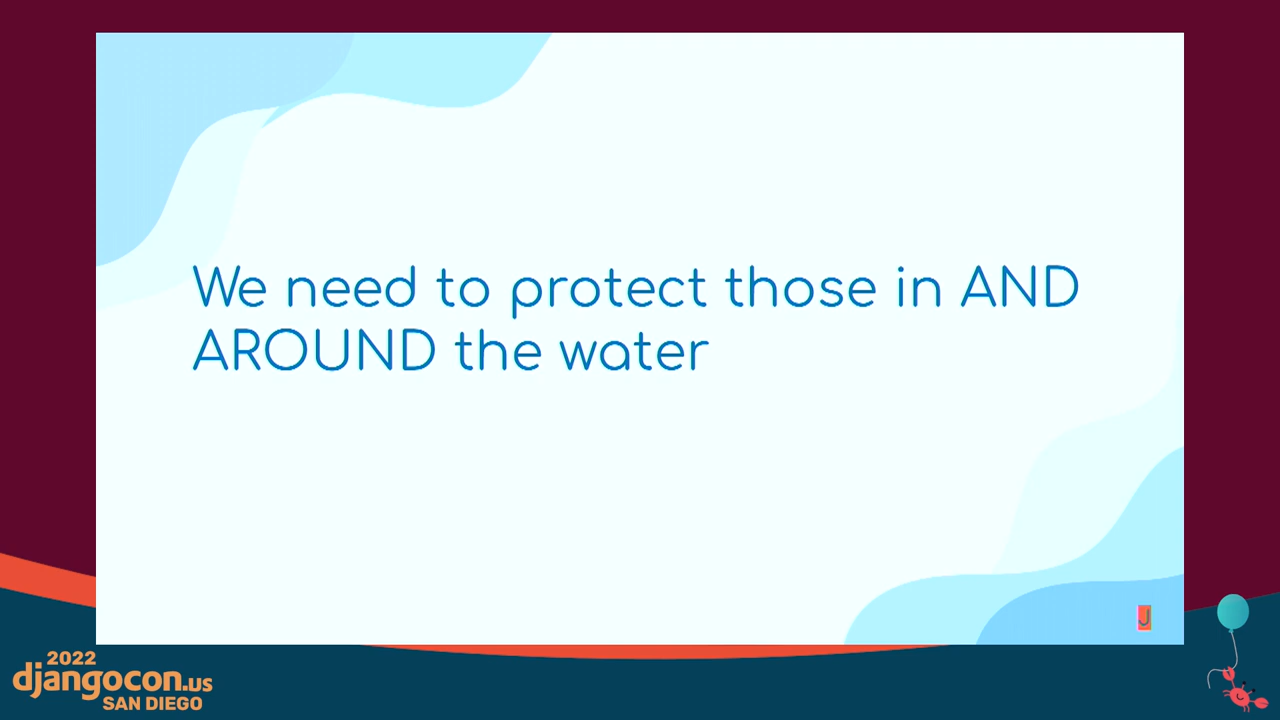 We need to protect those in AND
AROUND the water
J
2022
djangocon.us
SAN DIEGO